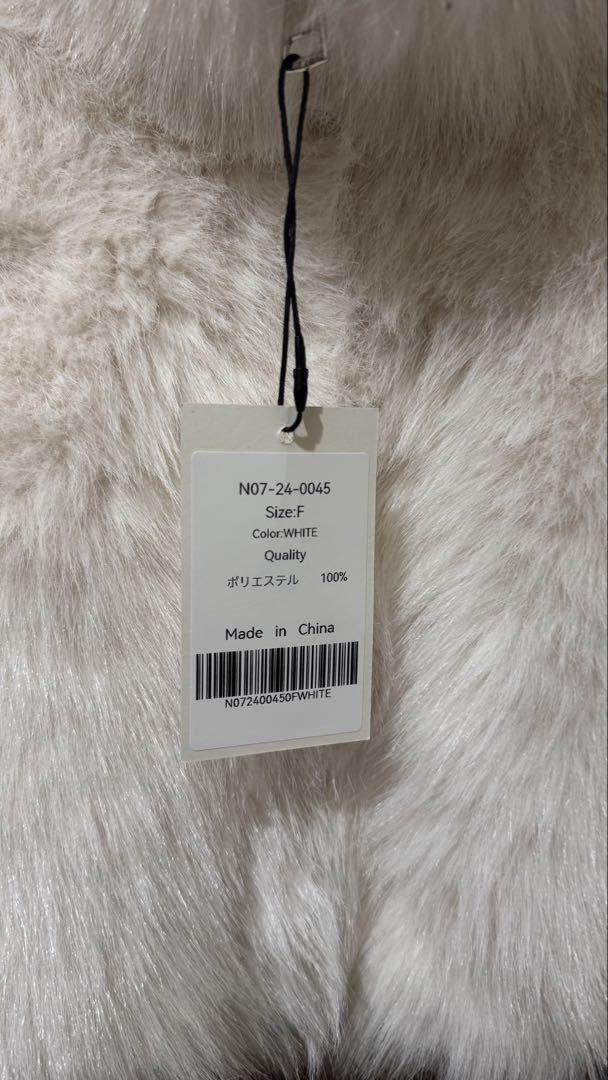 N07-24-0045
Size:F
Color:WHITE
Quality
ポリエステル 100%
Made in China
N072400450FWHITE